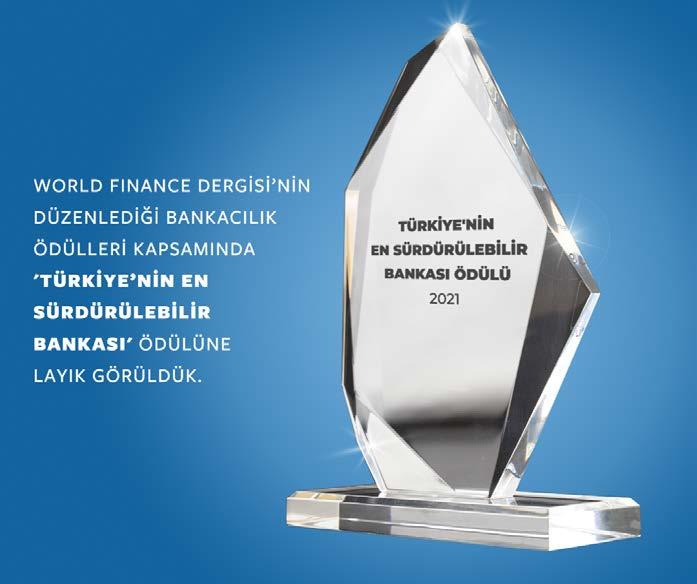 WORLD FINANCE DERGİSİ’NİN
DÜZENLEDİĞİ BANKACILIK
ÖDÜLLERİ KAPSAMINDA
‘TÜRKİYE’NİN EN
SÜRDÜRÜLEBİLİR
BANKASI’ ÖDÜLÜNE
LAYIK GÖRÜLDÜK.
TÜRKİYE'NİN
EN SÜRDÜRÜLEBİLİR
BANKASI ÖDÜLÜ
2021